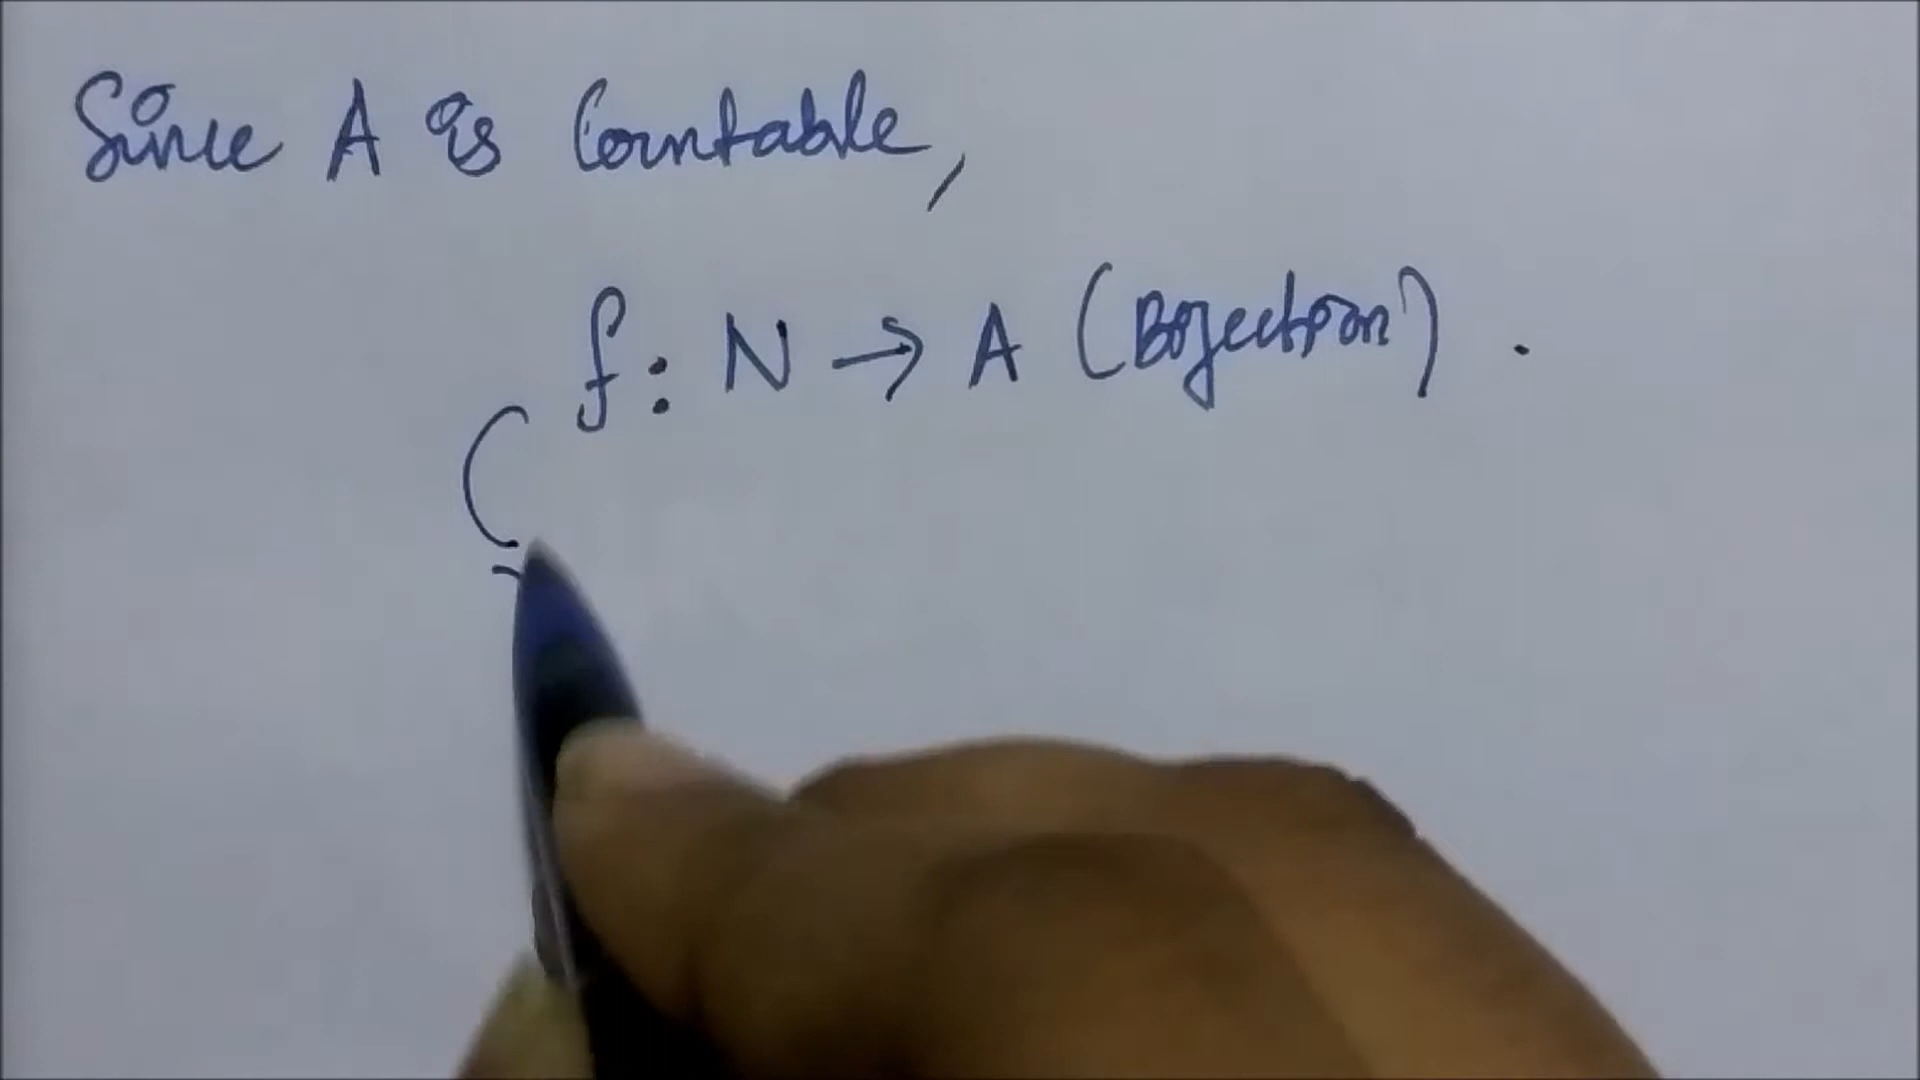 Since A is Countable,
f: N → A (Bijection).
(